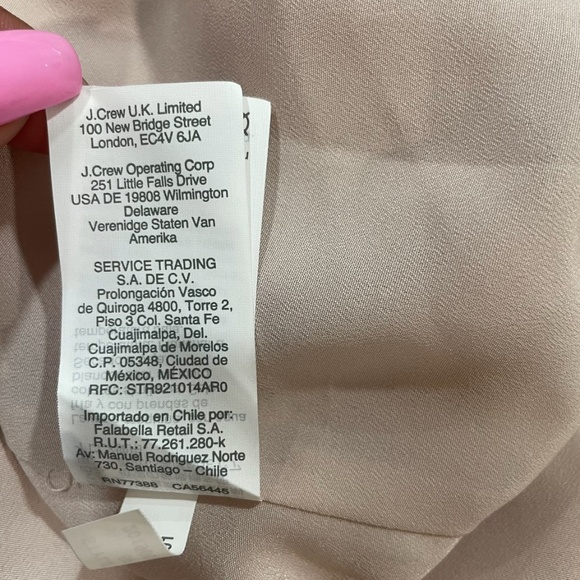 J.Crew U.K. Limited
100 New Bridge Street
London, EC4V 6JA
J.Crew Operating Corp
251 Little Falls Drive
USA DE 19808 Wilmington
Delaware
Verenidge Staten Van
Amerika
SERVICE TRADING
S.A. DE C.V.
Prolongación Vasco
de Quiroga 4800, Torre 2,
Piso 3 Col. Santa Fe
Cuajimalpa, Del.
Cuajimalpa de Morelos
C.P. 05348, Ciudad de
México, MÉXICO
RFC: STR921014AR0
Importado en Chile por:
Falabella Retail S.A.
R.U.T.: 77.261.280-k
Av: Manuel Rodriguez Norte
730, Santiago – Chile
RN77388 CA56445